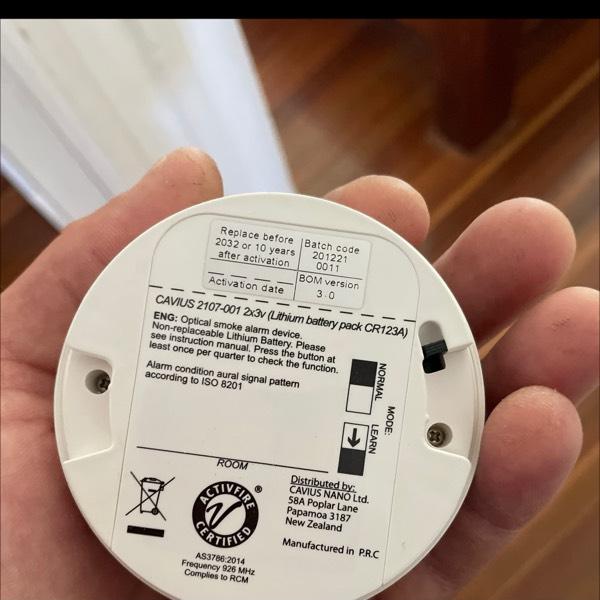 Replace before
2032 or 10 years
after activation
Batch code
201221
0011
Activation date
BOM version
3.0
CAVIUS 2107-001 2x3v (Lithium battery pack CR123A)
ENG: Optical smoke alarm device.
Non-replaceable Lithium Battery. Please
see instruction manual. Press the button at
least once per quarter to check the function.
Alarm condition aural signal pattern
according to ISO 8201
NORMAL
MODE:
LEARN
ROOM
ACTIVFIRE
CERTIFIED
®
Distributed by:
CAVIUS NANO Ltd.
58A Poplar Lane
Papamoa 3187
New Zealand
Manufactured in P.R.C
AS3786:2014
Frequency 926 MHz
Complies to RCM